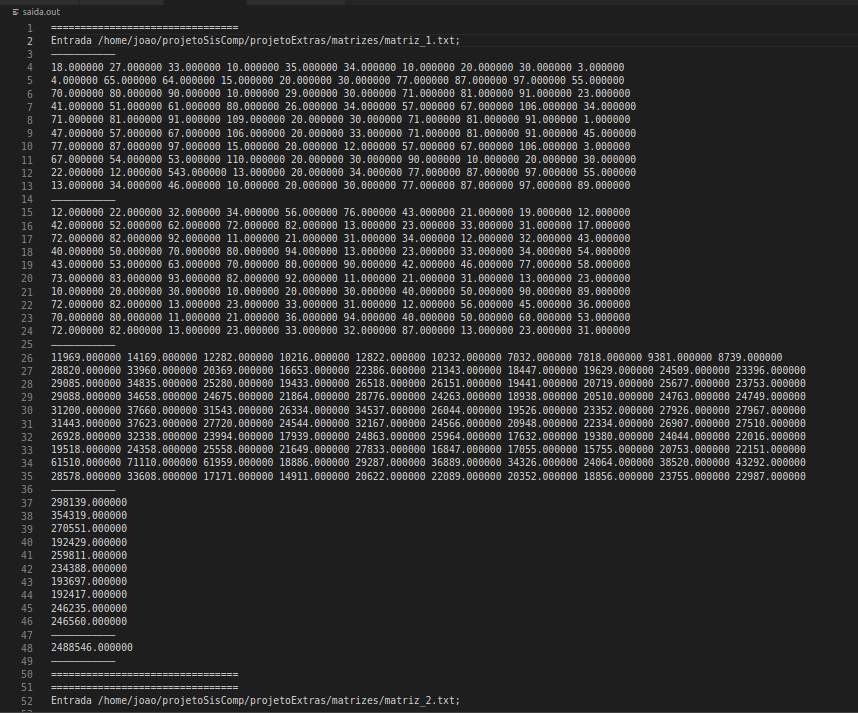 saida.out
1 ================================
2 Entrada /home/joao/projetoSisComp/projetoExtras/matrizes/matriz_1.txt;
3 ———————————
4 18.000000 27.000000 33.000000 10.000000 35.000000 34.000000 10.000000 20.000000 30.000000 3.000000
5 4.000000 65.000000 64.000000 15.000000 20.000000 30.000000 77.000000 87.000000 97.000000 55.000000
6 70.000000 80.000000 90.000000 10.000000 29.000000 30.000000 71.000000 81.000000 91.000000 23.000000
7 41.000000 51.000000 61.000000 80.000000 26.000000 34.000000 57.000000 67.000000 106.000000 34.000000
8 71.000000 81.000000 91.000000 109.000000 20.000000 30.000000 71.000000 81.000000 91.000000 1.000000
9 47.000000 57.000000 67.000000 106.000000 20.000000 33.000000 71.000000 81.000000 91.000000 45.000000
10 77.000000 87.000000 97.000000 15.000000 20.000000 12.000000 57.000000 67.000000 106.000000 3.000000
11 67.000000 54.000000 53.000000 110.000000 20.000000 30.000000 90.000000 10.000000 20.000000 30.000000
12 22.000000 12.000000 543.000000 13.000000 20.000000 34.000000 77.000000 87.000000 97.000000 55.000000
13 13.000000 34.000000 46.000000 10.000000 20.000000 30.000000 77.000000 87.000000 97.000000 89.000000
14 ———————————
15 12.000000 22.000000 32.000000 34.000000 56.000000 76.000000 43.000000 21.000000 19.000000 12.000000
16 42.000000 52.000000 62.000000 72.000000 82.000000 13.000000 23.000000 33.000000 31.000000 17.000000
17 72.000000 82.000000 92.000000 11.000000 21.000000 31.000000 34.000000 12.000000 32.000000 43.000000
18 40.000000 50.000000 70.000000 80.000000 94.000000 13.000000 23.000000 33.000000 34.000000 54.000000
19 43.000000 53.000000 63.000000 70.000000 80.000000 90.000000 42.000000 46.000000 77.000000 58.000000
20 73.000000 83.000000 93.000000 82.000000 92.000000 11.000000 21.000000 31.000000 13.000000 23.000000
21 10.000000 20.000000 30.000000 10.000000 20.000000 30.000000 40.000000 50.000000 90.000000 89.000000
22 72.000000 82.000000 13.000000 23.000000 33.000000 31.000000 12.000000 56.000000 45.000000 36.000000
23 70.000000 80.000000 11.000000 21.000000 36.000000 94.000000 40.000000 50.000000 60.000000 53.000000
24 72.000000 82.000000 13.000000 23.000000 33.000000 32.000000 87.000000 13.000000 23.000000 31.000000
25 ———————————
26 11969.000000 14169.000000 12282.000000 10216.000000 12822.000000 10232.000000 7032.000000 7818.000000 9381.000000 8739.000000
27 28820.000000 33960.000000 20369.000000 16653.000000 22386.000000 21343.000000 18447.000000 19629.000000 24509.000000 23396.000000
28 29085.000000 34835.000000 25280.000000 19433.000000 26518.000000 26151.000000 19441.000000 20719.000000 25677.000000 23753.000000
29 29088.000000 34658.000000 24675.000000 21864.000000 28776.000000 24263.000000 18938.000000 20510.000000 24763.000000 24749.000000
30 31200.000000 37660.000000 31543.000000 26334.000000 34537.000000 26044.000000 19526.000000 23352.000000 27926.000000 27967.000000
31 31443.000000 37623.000000 27720.000000 24544.000000 32167.000000 24566.000000 20948.000000 22334.000000 26907.000000 27510.000000
32 26928.000000 32338.000000 23994.000000 17939.000000 24863.000000 25964.000000 17632.000000 19380.000000 24044.000000 22016.000000
33 19518.000000 24358.000000 25558.000000 21649.000000 27833.000000 16847.000000 17055.000000 15755.000000 20753.000000 22151.000000
34 61510.000000 71110.000000 61959.000000 18886.000000 29287.000000 36889.000000 34326.000000 24064.000000 38520.000000 43292.000000
35 28578.000000 33608.000000 17171.000000 14911.000000 20622.000000 22089.000000 20352.000000 18856.000000 23755.000000 22987.000000
36 ———————————
37 298139.000000
38 354319.000000
39 270551.000000
40 192429.000000
41 259811.000000
42 234388.000000
43 193697.000000
44 192417.000000
45 246235.000000
46 246560.000000
47 ———————————
48 2488546.000000
49 ———————————
50 ================================
51 ================================
52 Entrada /home/joao/projetoSisComp/projetoExtras/matrizes/matriz_2.txt;